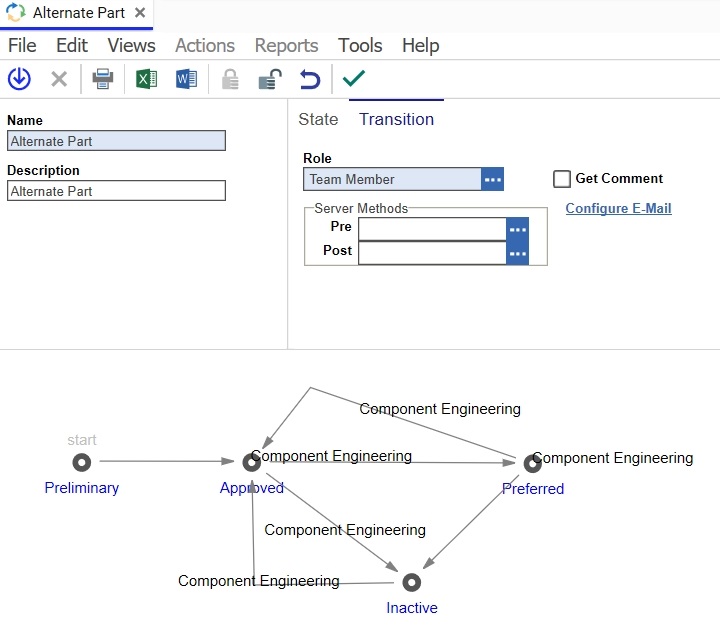 Alternate Part
File Edit Views Actions Reports Tools Help
Name
Alternate Part
Description
Alternate Part
State Transition
Role
Team Member
Get Comment
Server Methods
Configure E-Mail
Pre
Post
Component Engineering
start
Component Engineering
Component Engineering
Preliminary
Approved
Preferred
Component Engineering
Component Engineering
Inactive